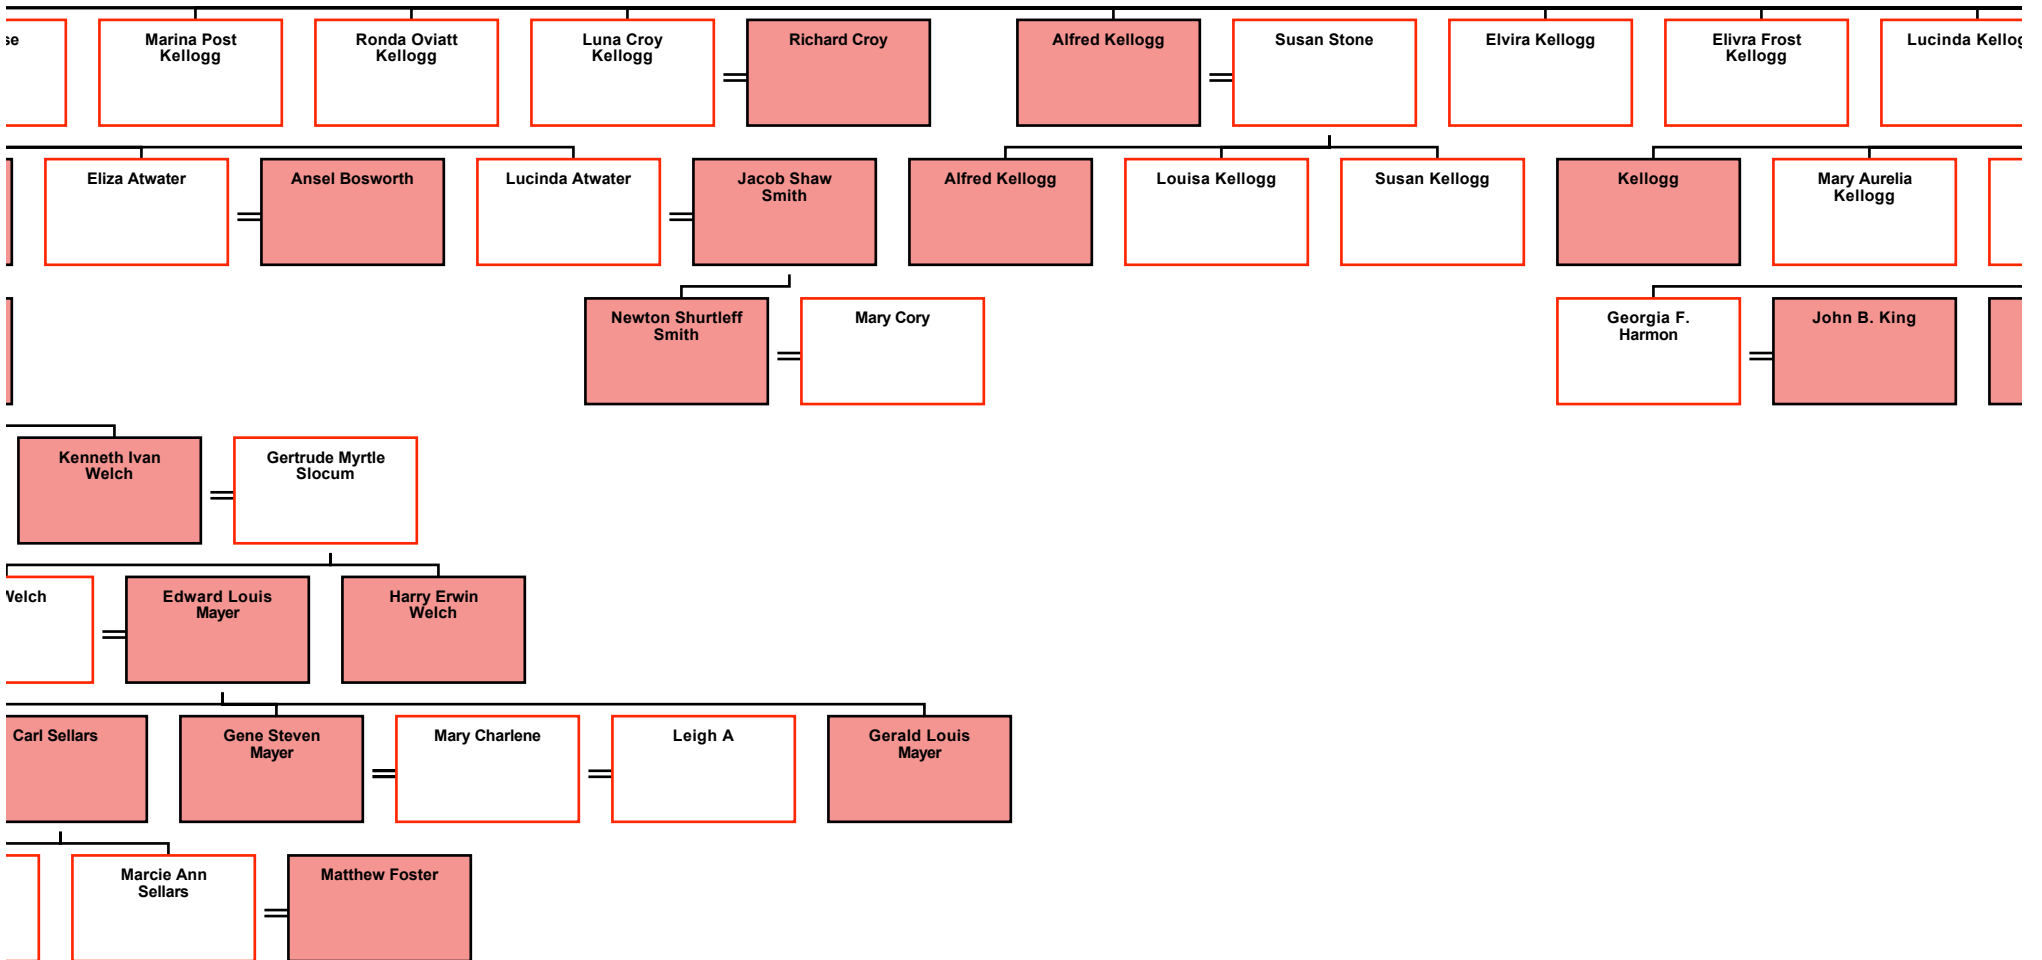 se
Marina Post
Kellogg
Ronda Oviatt
Kellogg
Luna Croy
Kellogg
Richard Croy
Alfred Kellogg
Susan Stone
Elvira Kellogg
Elivra Frost
Kellogg
Lucinda Kellog
Eliza Atwater
Ansel Bosworth
Lucinda Atwater
Jacob Shaw
Smith
Alfred Kellogg
Louisa Kellogg
Susan Kellogg
Kellogg
Mary Aurelia
Kellogg
Newton Shurtleff
Smith
Mary Cory
Georgia F.
Harmon
John B. King
Kenneth Ivan
Welch
Gertrude Myrtle
Slocum
Welch
Edward Louis
Mayer
Harry Erwin
Welch
Carl Sellars
Gene Steven
Mayer
Mary Charlene
Leigh A
Gerald Louis
Mayer
Marcie Ann
Sellars
Matthew Foster